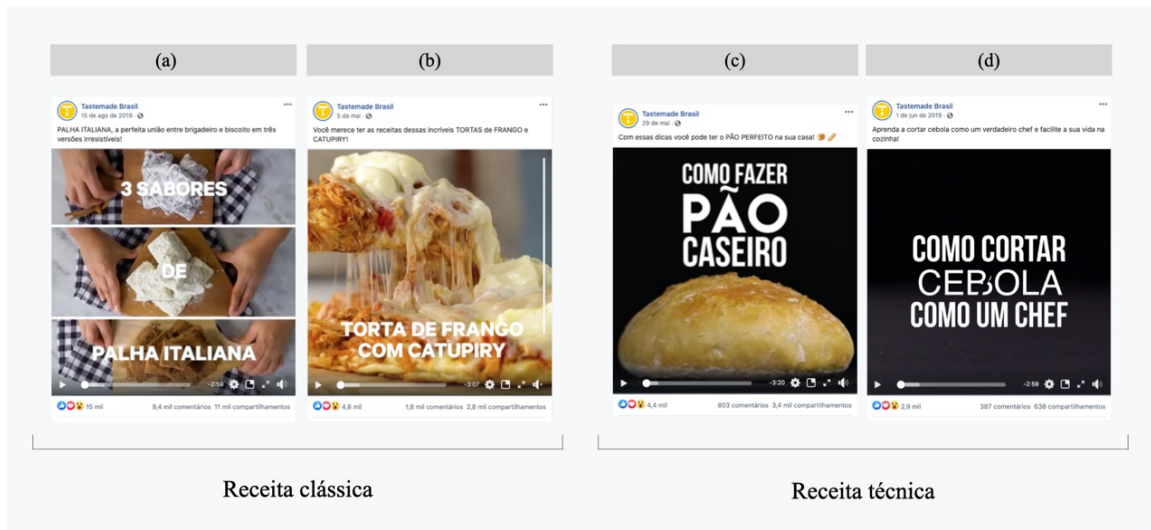 (a)
(b)
(c)
(d)
Tastemade Brasil
15 de ago de 2019 ·
PALHA ITALIANA, a perfeita união entre brigadeiro e biscoito em três
versões irresistíveis!
3 SABORES
DE
PALHA ITALIANA
-2:59
15 mil
9,4 mil comentários 11 mil compartilhamentos
Tastemade Brasil
5 de mai ·
Você merece ter as receitas dessas incríveis TORTAS de FRANGO e
CATUPIRY!
TORTA DE FRANGO
COM CATUPIRY
-3:07
4,8 mil
1,8 mil comentários 2,8 mil compartilhamentos
Tastemade Brasil
29 de mai ·
Com essas dicas você pode ter o PÃO PERFEITO na sua casa!
COMO FAZER
PÃO
CASEIRO
-3:20
4,4 mil
803 comentários 3,4 mil compartilhamentos
Tastemade Brasil
1 de jun de 2019 ·
Aprenda a cortar cebola como um verdadeiro chef e facilite a sua vida na
cozinha!
COMO CORTAR
CEBOLA
COMO UM CHEF
-2:59
2,9 mil
367 comentários 636 compartilhamentos
Receita clássica
Receita técnica